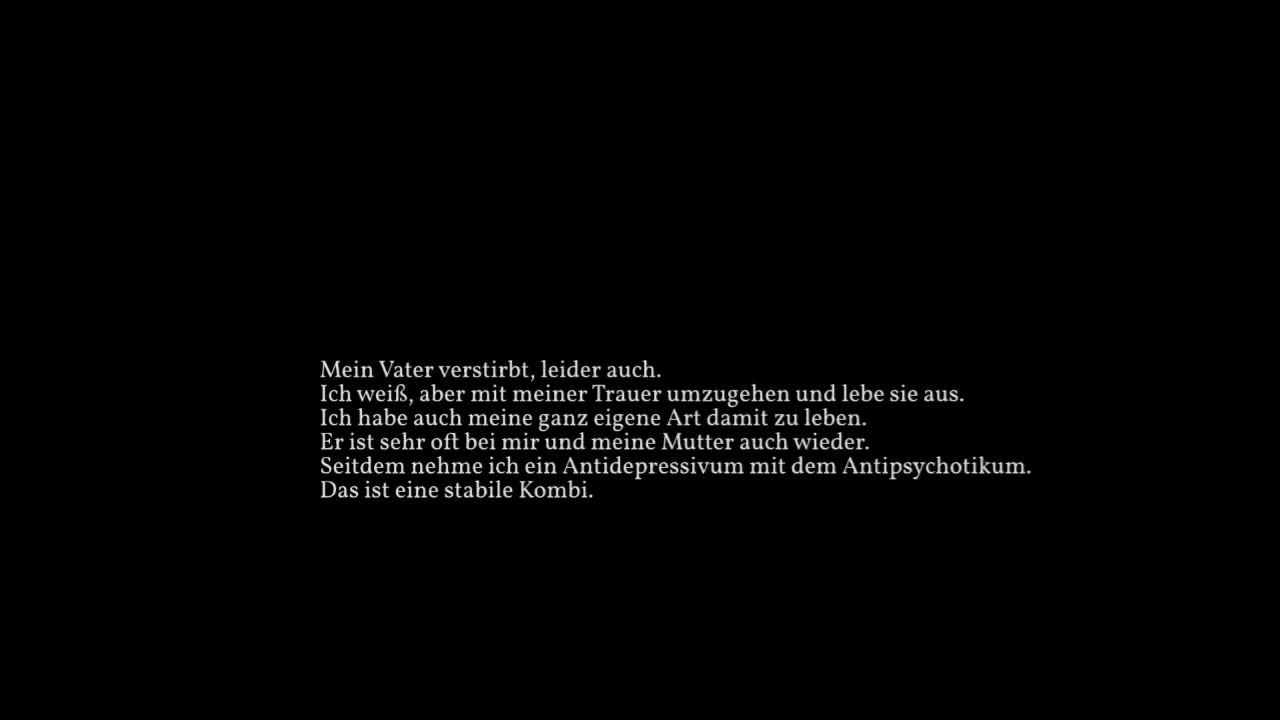 Mein Vater verstirbt, leider auch.
Ich weiß, aber mit meiner Trauer umzugehen und lebe sie aus.
Ich habe auch meine ganz eigene Art damit zu leben.
Er ist sehr oft bei mir und meine Mutter auch wieder.
Seitdem nehme ich ein Antidepressivum mit dem Antipsychotikum.
Das ist eine stabile Kombi.